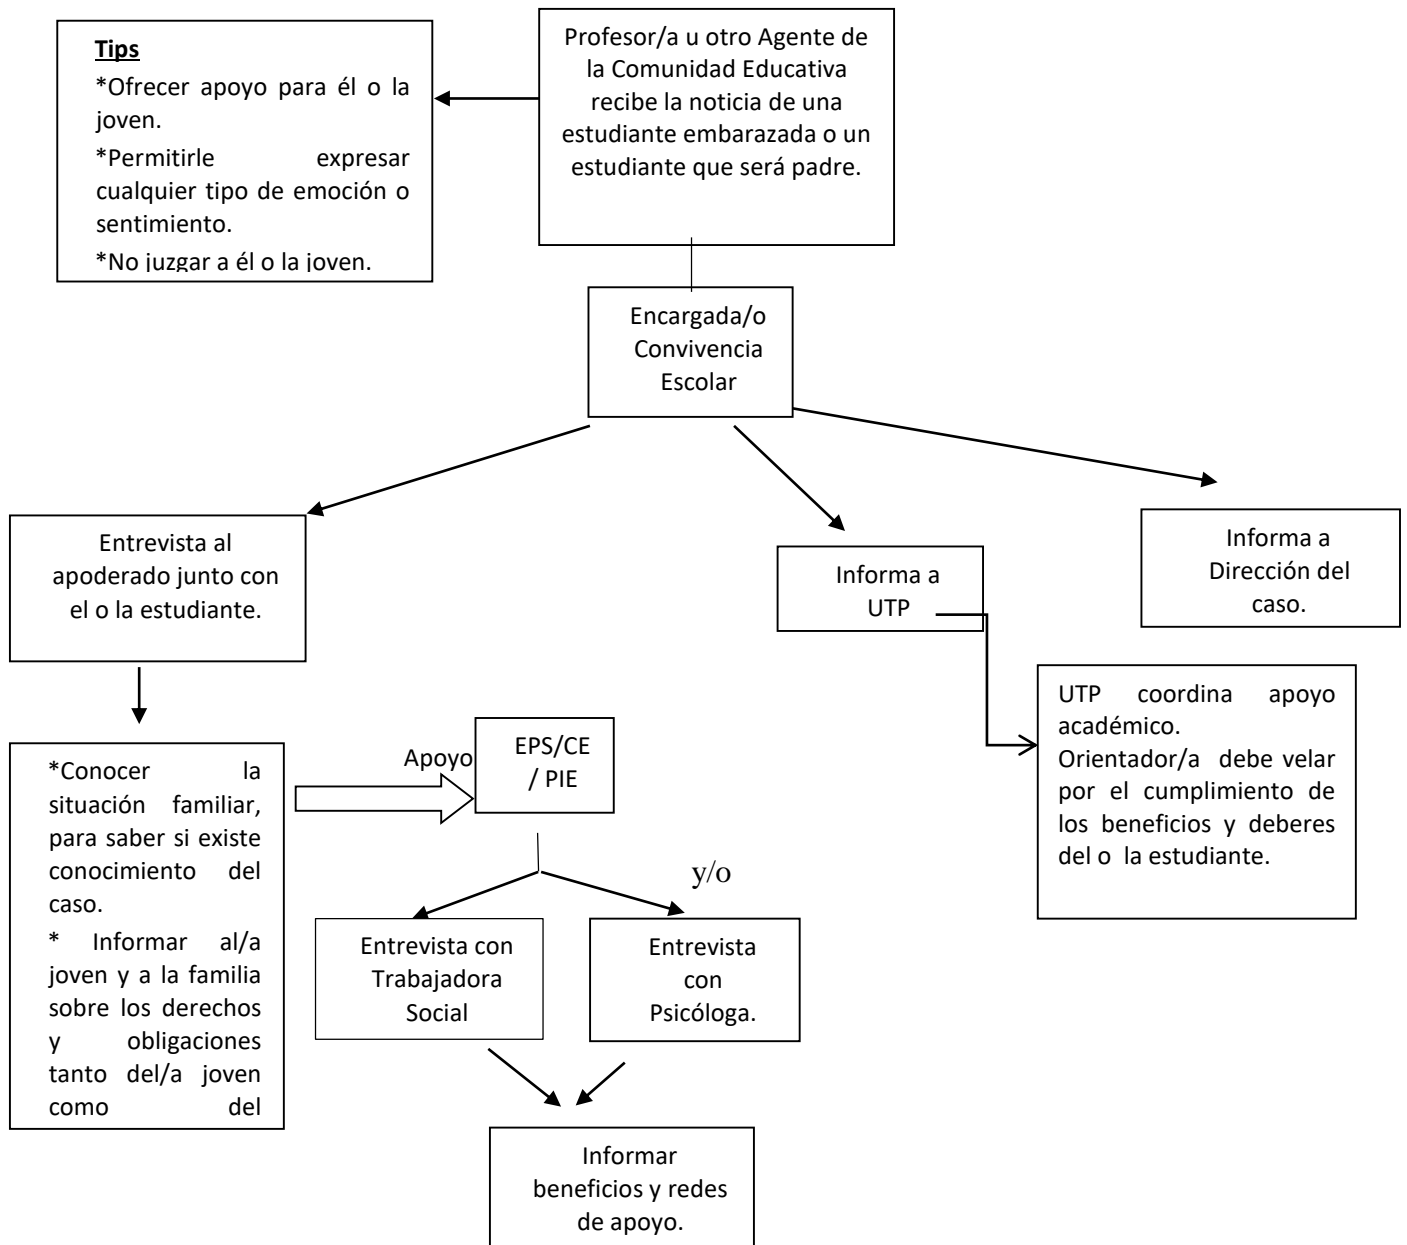 Tips
*Ofrecer apoyo para él o la
joven.
*Permitirle expresar
cualquier tipo de emoción o
sentimiento.
*No juzgar a él o la joven.
Profesor/a u otro Agente de
la Comunidad Educativa
recibe la noticia de una
estudiante embarazada o un
estudiante que será padre.
Encargada/o
Convivencia
Escolar
Entrevista al
apoderado junto con
el o la estudiante.
Informa a
UTP
Informa a
Dirección del
caso.
UTP coordina apoyo
académico.
Orientador/a debe velar
por el cumplimiento de
los beneficios y deberes
del o la estudiante.
*Conocer la
situación familiar,
para saber si existe
conocimiento del
caso.
* Informar al/a
joven y a la familia
sobre los derechos
y obligaciones
tanto del/a joven
como del
Apoyo
EPS/CE
/ PIE
y/o
Entrevista con
Trabajadora
Social
Entrevista
con
Psicóloga.
Informar
beneficios y redes
de apoyo.